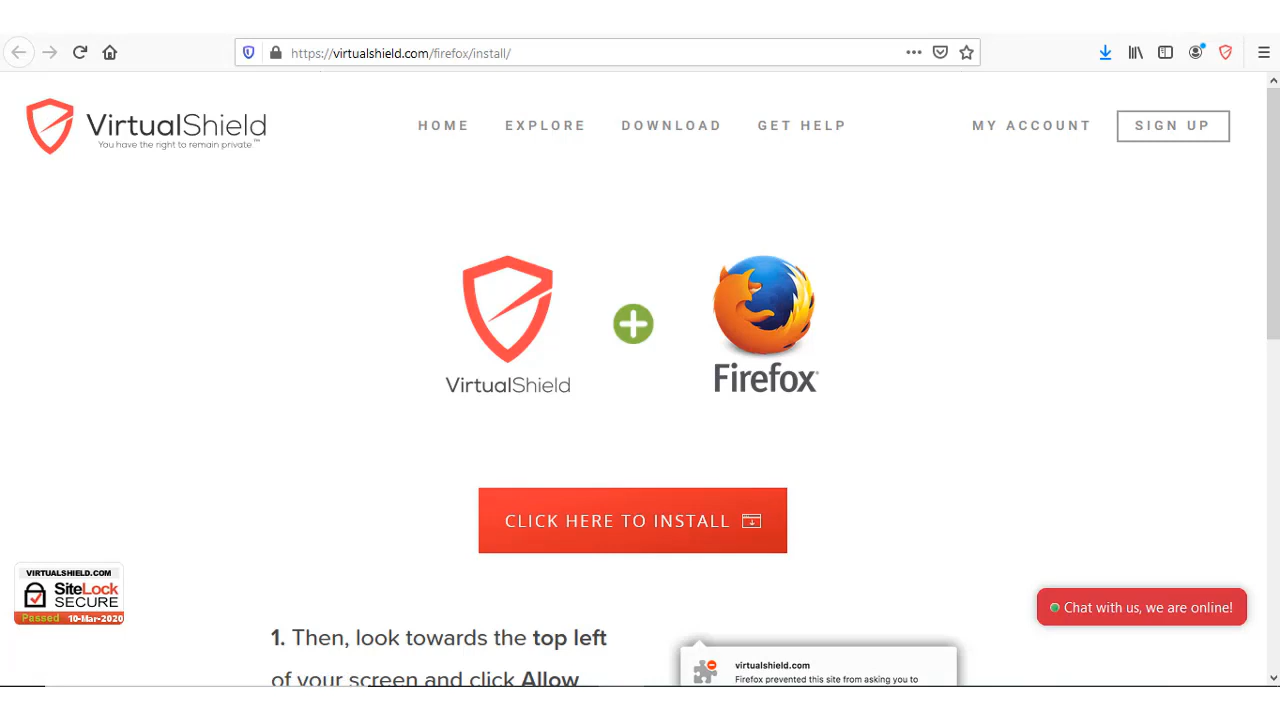 https://virtualshield.com/firefox/install/
VirtualShield
You have the right to remain private™
HOME EXPLORE DOWNLOAD GET HELP MY ACCOUNT SIGN UP
VirtualShield
Firefox
CLICK HERE TO INSTALL
VIRTUALSHIELD.COM
SiteLock
SECURE
Passed 10-Mar-2020
Chat with us, we are online!
1. Then, look towards the top left
of your screen and click Allow
virtualshield.com
Firefox prevented this site from asking you to